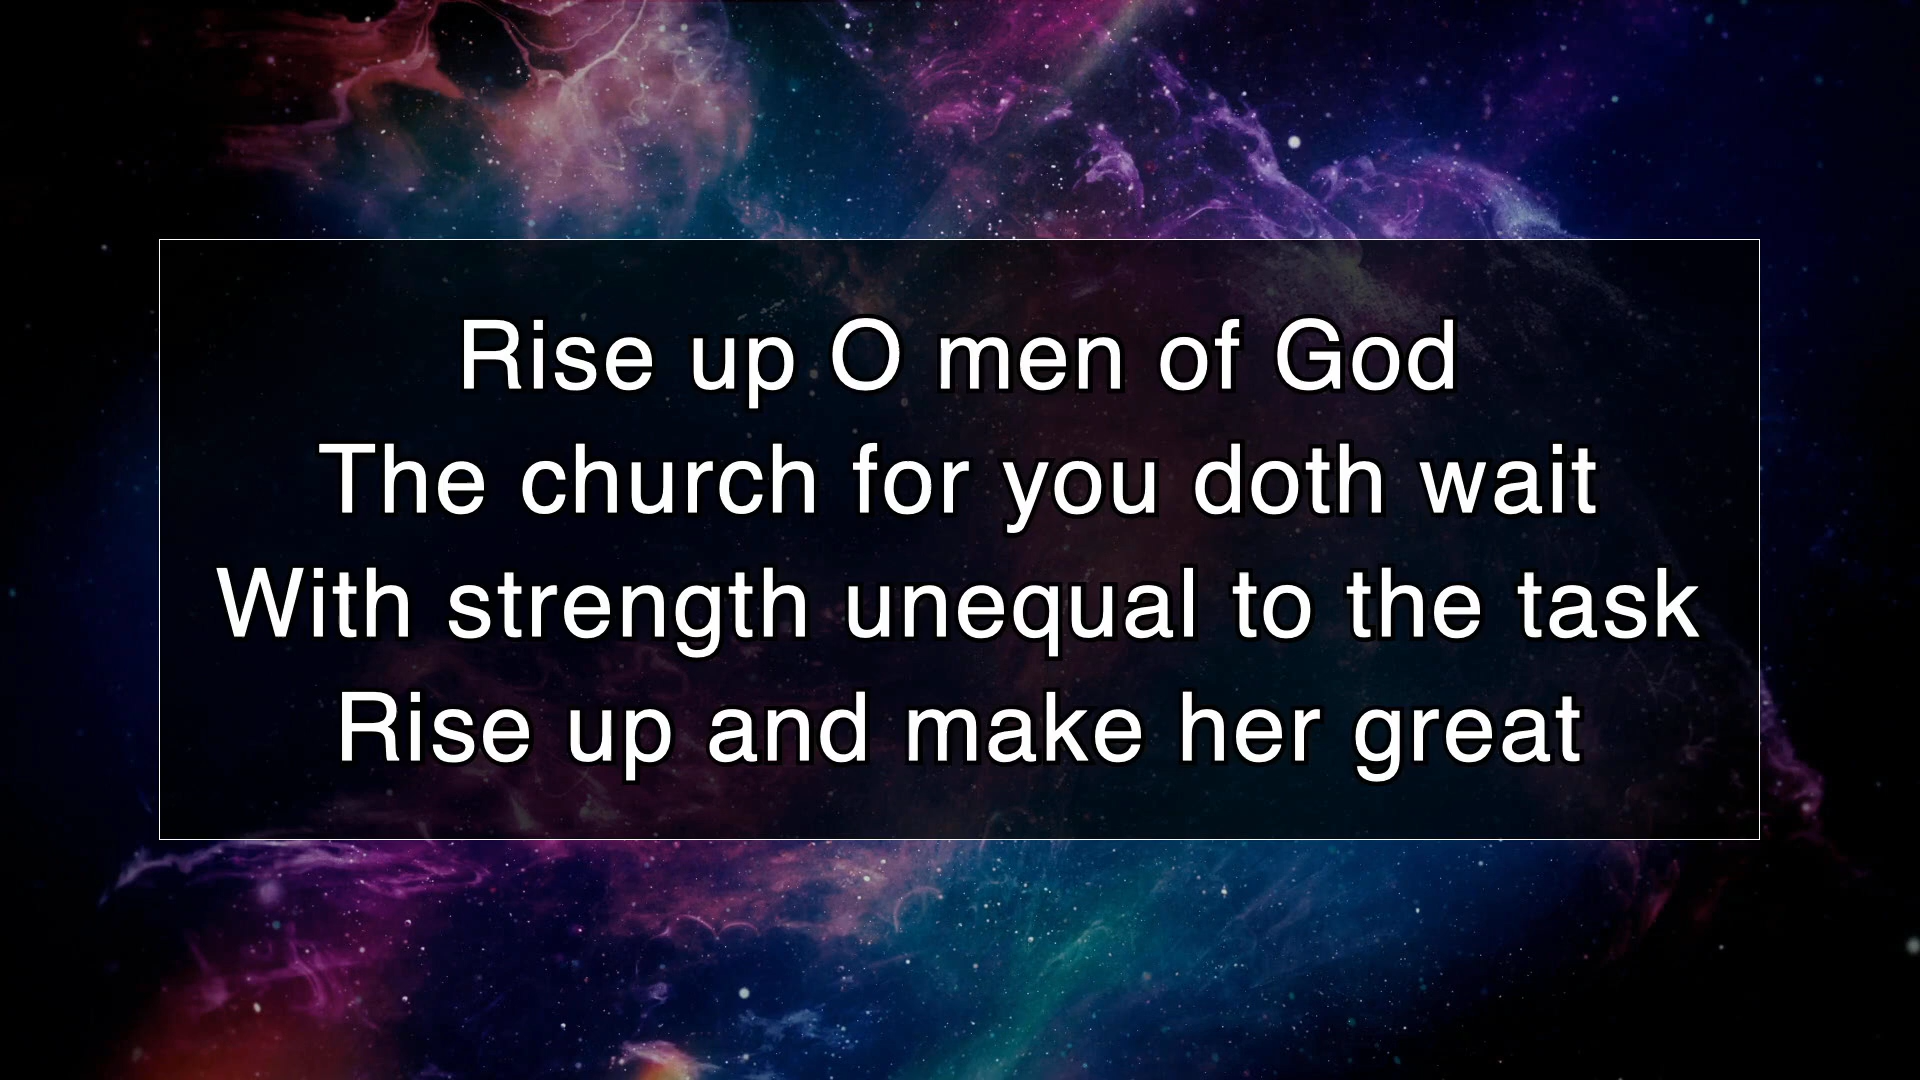 Rise up O men of God
The church for you doth wait
With strength unequal to the task
Rise up and make her great